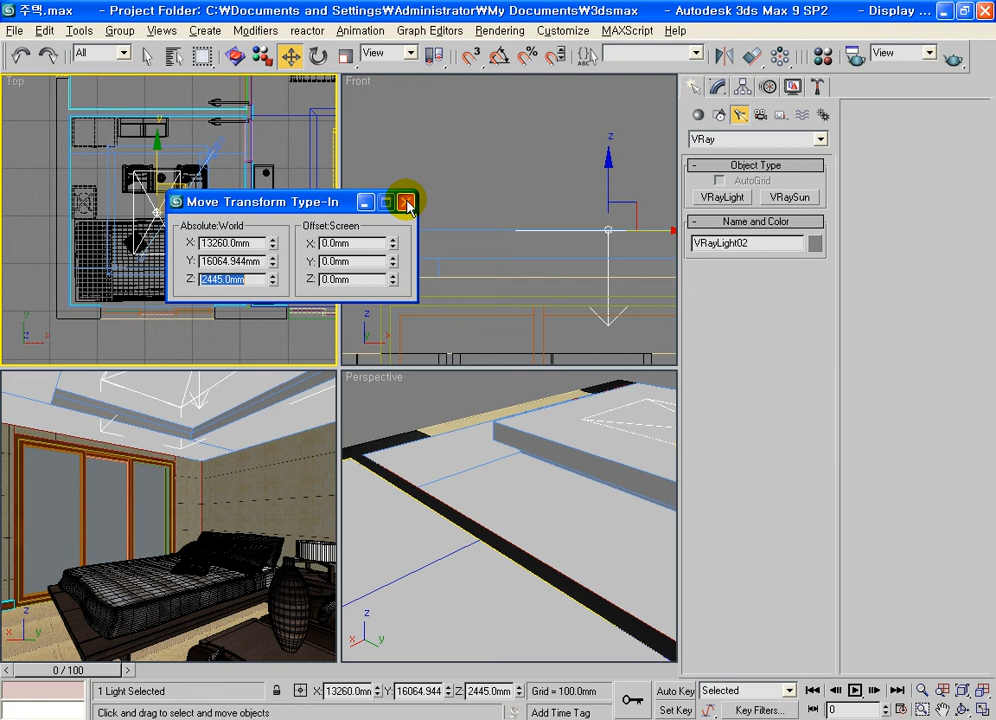 주택.max - Project Folder: C:₩Documents and Settings₩Administrator₩My Documents₩3dsmax - Autodesk 3ds Max 9 SP2 - Display ...
File Edit Tools Group Views Create Modifiers reactor Animation Graph Editors Rendering Customize MAXScript Help
All View 3 ABC View
Top
Front
VRay
Object Type
AutoGrid
VRayLight VRaySun
Name and Color
VRayLight02
Move Transform Type-In
Absolute:World Offset:Screen
X: 13260.0mm X: 0.0mm
Y: 16064.944mm Y: 0.0mm
Z: 2445.0mm Z: 0.0mm
Perspective
0 / 100
1 Light Selected X: 13260.0mm Y: 16064.944 Z: 2445.0mm Grid = 100.0mm Auto Key Selected
Click and drag to select and move objects Add Time Tag Set Key Key Filters... 0